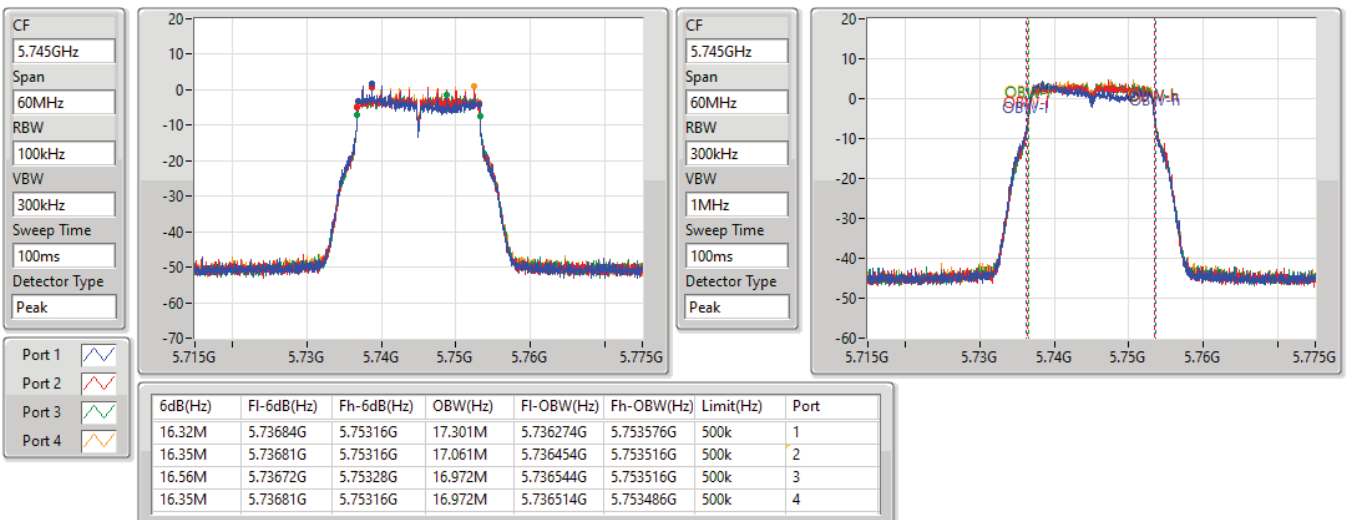 CF
5.745GHz
Span
60MHz
RBW
100kHz
VBW
300kHz
Sweep Time
100ms
Detector Type
Peak
20
10
0
-10
-20
-30
-40
-50
-60
-70
5.715G 5.73G 5.74G 5.75G 5.76G 5.775G
CF
5.745GHz
Span
60MHz
RBW
300kHz
VBW
1MHz
Sweep Time
100ms
Detector Type
Peak
20
10
0
-10
-20
-30
-40
-50
-60
OBW-l OBW-h
5.715G 5.73G 5.74G 5.75G 5.76G 5.775G
Port 1
Port 2
Port 3
Port 4
6dB(Hz) Fl-6dB(Hz) Fh-6dB(Hz) OBW(Hz) Fl-OBW(Hz) Fh-OBW(Hz) Limit(Hz) Port
16.32M 5.73684G 5.75316G 17.301M 5.736274G 5.753576G 500k 1
16.35M 5.73681G 5.75316G 17.061M 5.736454G 5.753516G 500k 2
16.56M 5.73672G 5.75328G 16.972M 5.736544G 5.753516G 500k 3
16.35M 5.73681G 5.75316G 16.972M 5.736514G 5.753486G 500k 4